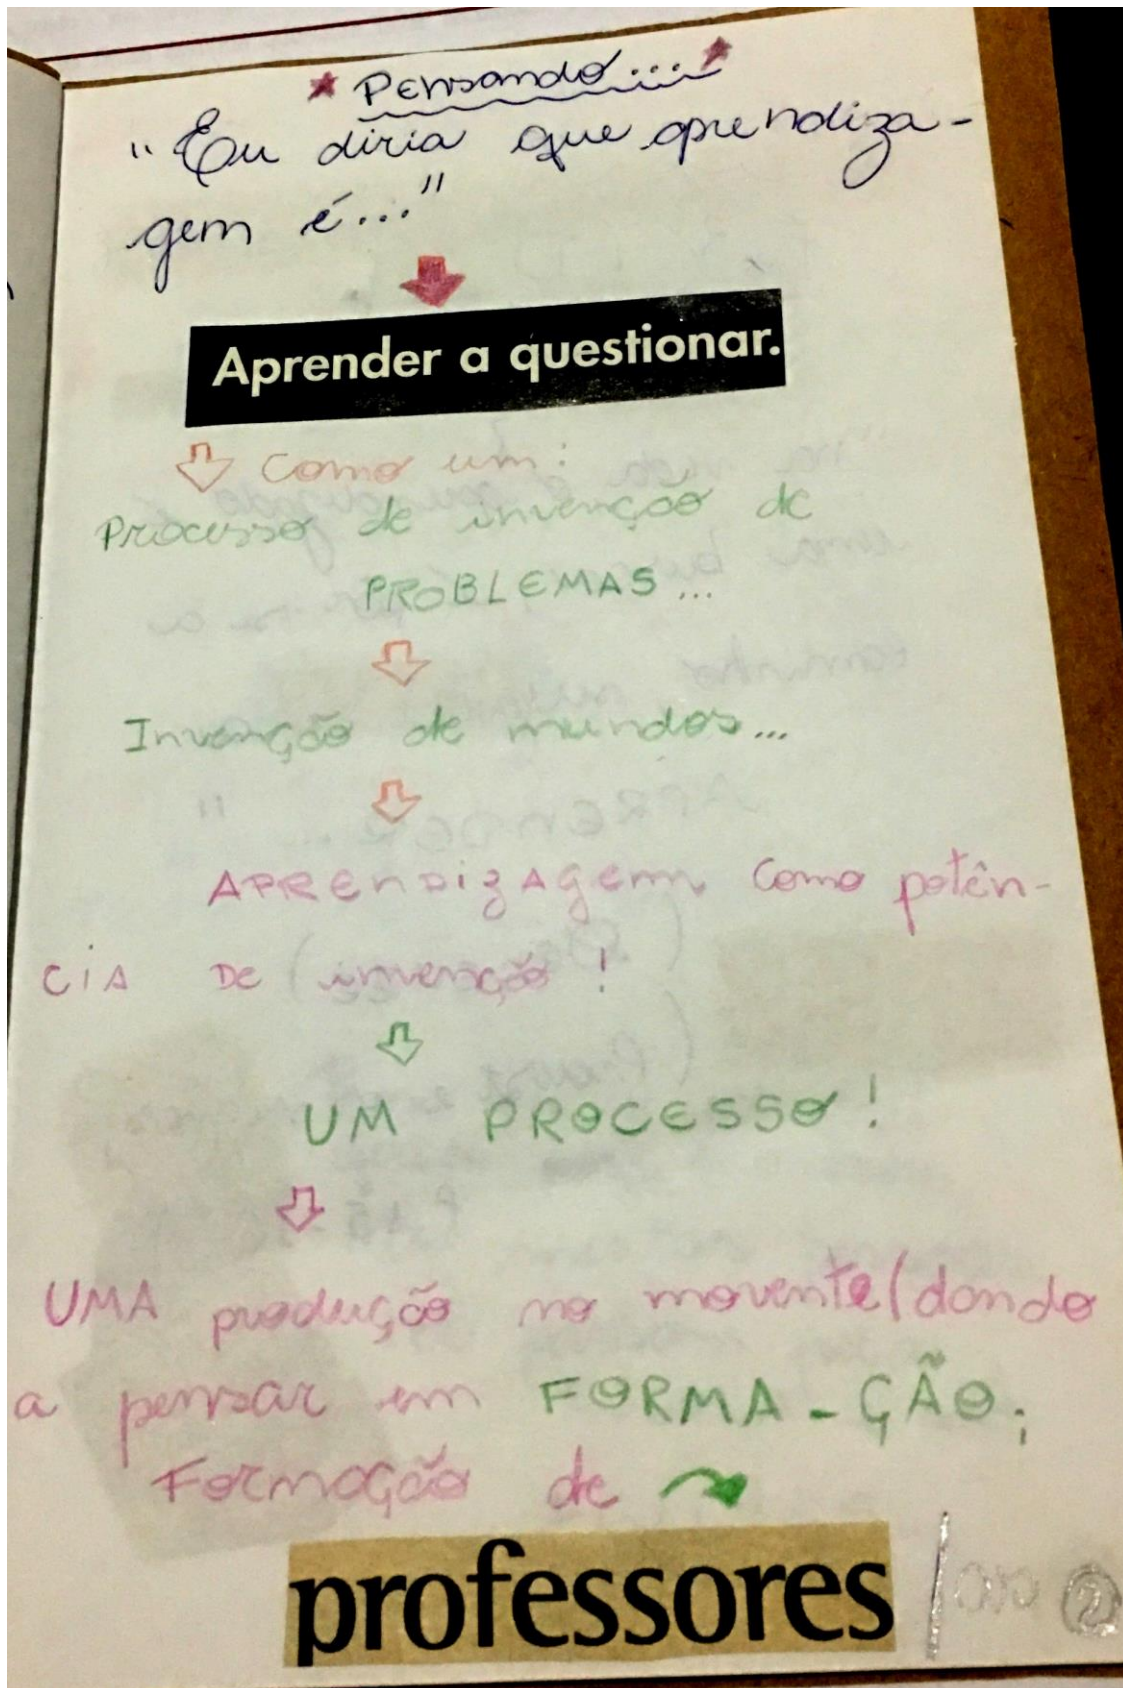 Pensando...
"Eu diria que aprendiza-
gem é..."
Aprender a questionar.
Como um:
Processo de invenção de
PROBLEMAS...
Invenção de mundos...
APRENDIZAgem como potên-
CIA DE invenção!
UM PROCESSO!
UMA produção no movente(dando
a pensar em FORMA-ÇÃO;
Formação de
professores